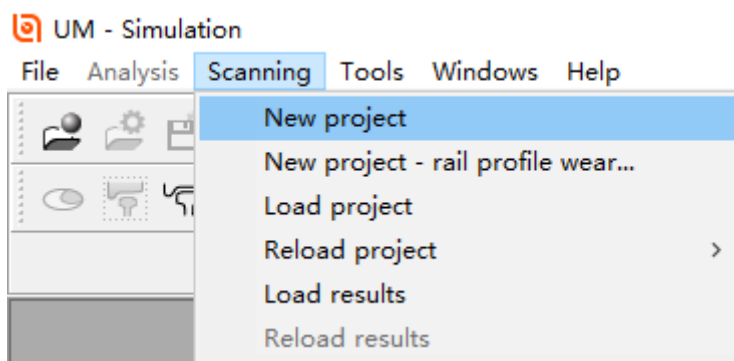 UM - Simulation
File Analysis Scanning Tools Windows Help
New project
New project - rail profile wear...
Load project
Reload project
Load results
Reload results